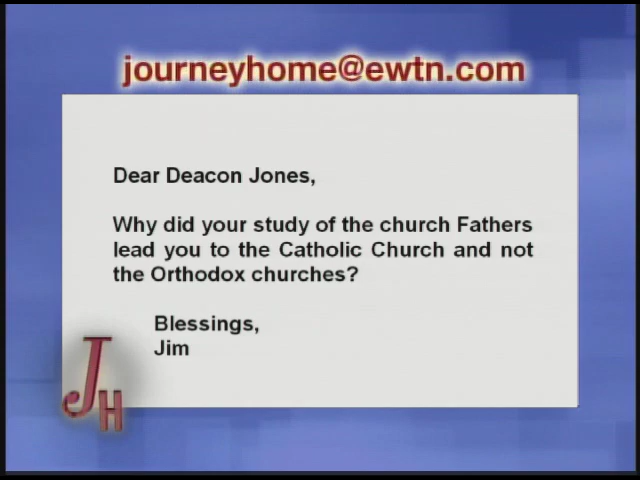 journeyhome@ewtn.com
Dear Deacon Jones,
Why did your study of the church Fathers
lead you to the Catholic Church and not
the Orthodox churches?
Blessings,
Jim
JH